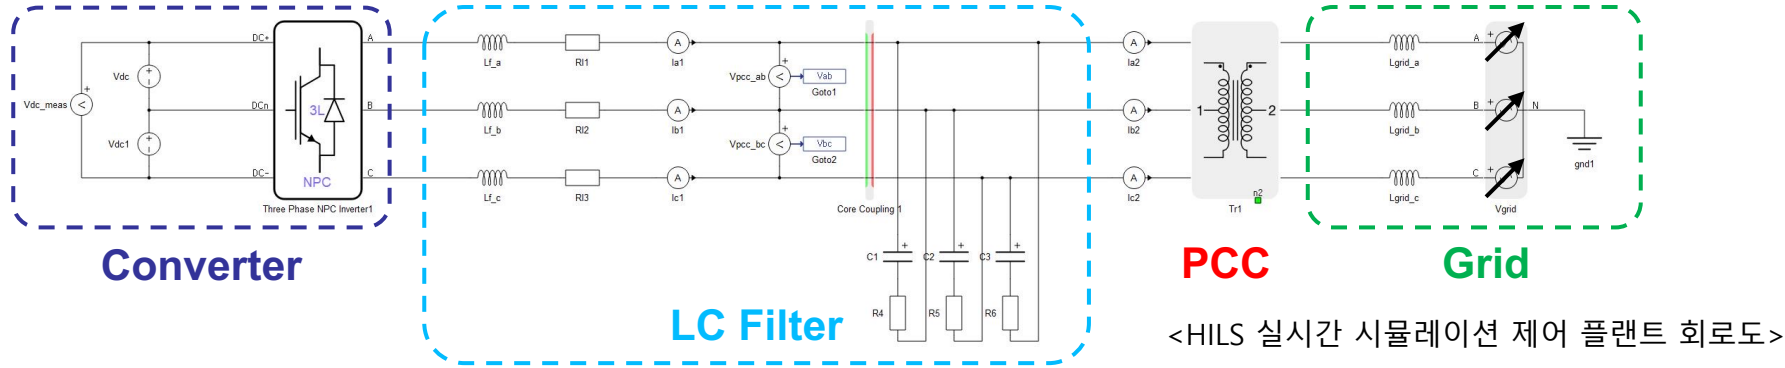 DC+
A
Vdc
Vdc_meas
DCn
3L
B
Vdc1
DC-
NPC
C
Three Phase NPC Inverter1
Converter
Lf_a
Rl1
Ia1
Vpcc_ab
Vab
Goto1
Lf_b
Rl2
Ib1
Vpcc_bc
Vbc
Goto2
Lf_c
Rl3
Ic1
Core Coupling 1
C1
C2
C3
R4
R5
R6
LC Filter
Ia2
Ib2
Ic2
1
2
n2
Tr1
PCC
Lgrid_a
A
Lgrid_b
B
N
Lgrid_c
C
Vgrid
gnd1
Grid
<HILS 실시간 시뮬레이션 제어 플랜트 회로도>